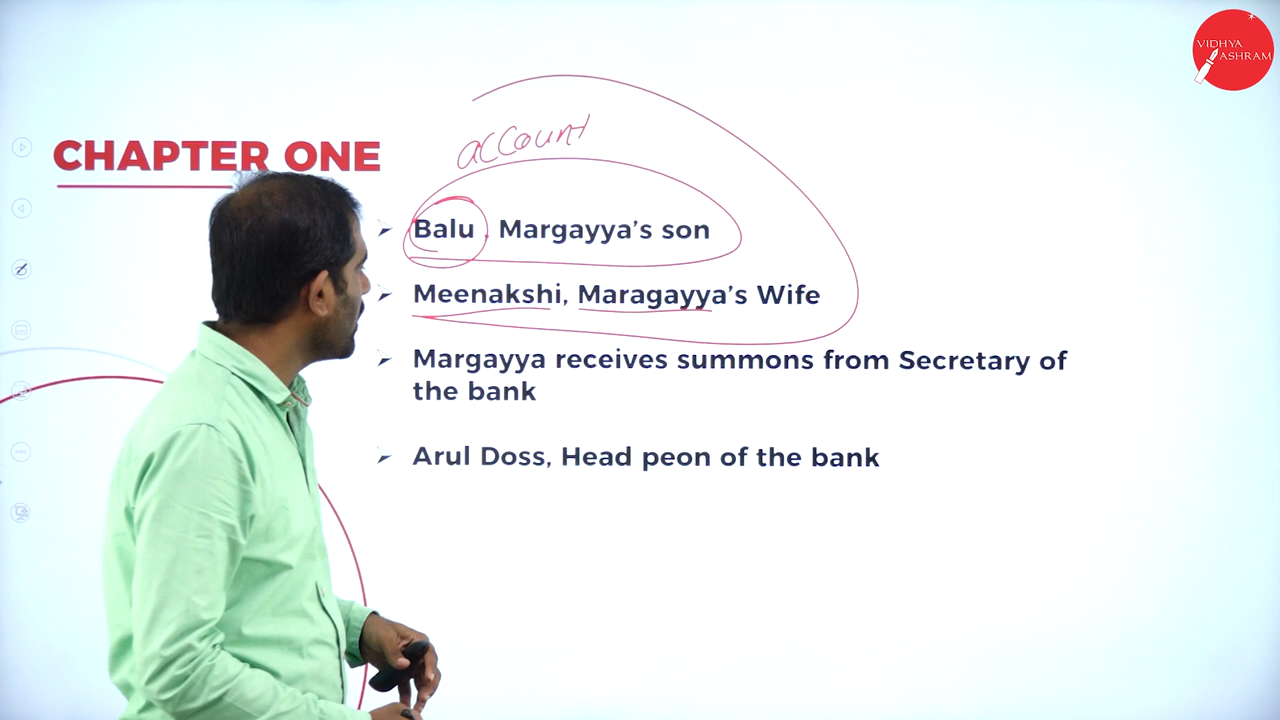 VIDHYA
ASHRAM
CHAPTER ONE
account
Balu, Margayya's son
Meenakshi, Maragayya's Wife
Margayya receives summons from Secretary of
the bank
Arul Doss, Head peon of the bank